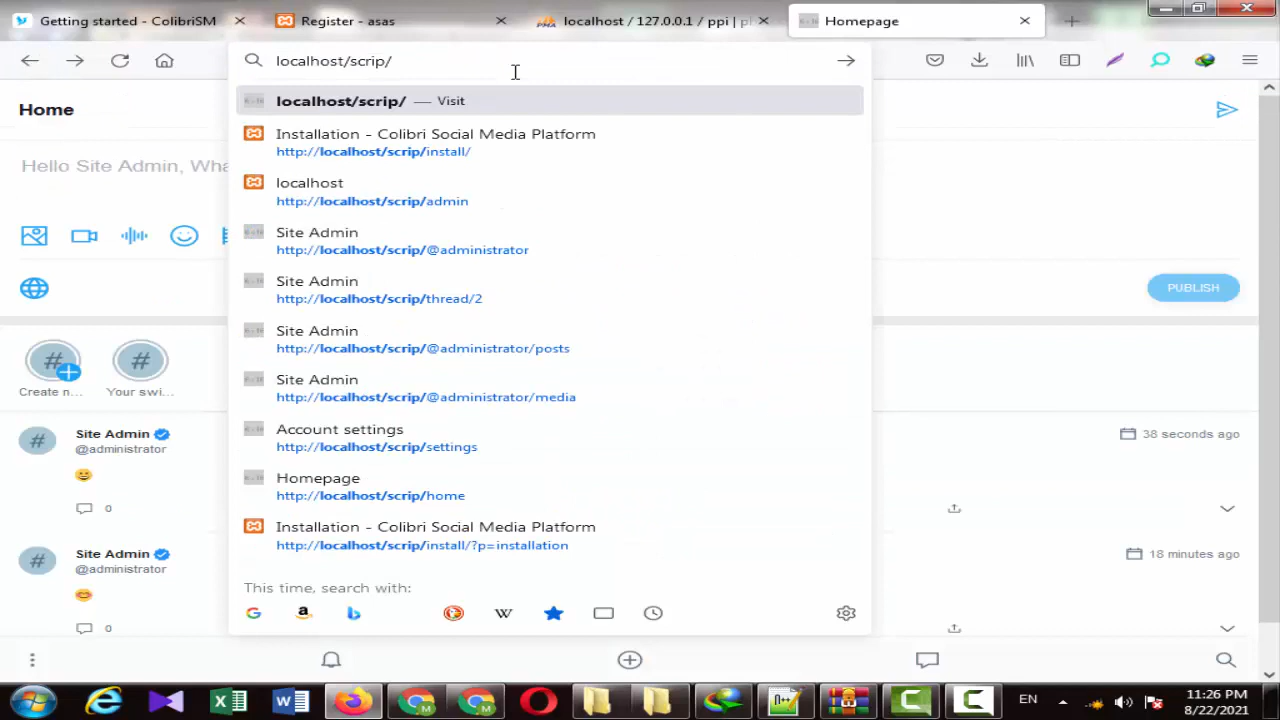 Getting started - ColibriSM
Register - asas
localhost / 127.0.0.1 / ppi |
Homepage
localhost/scrip/
Home
localhost/scrip/ — Visit
Installation - Colibri Social Media Platform
http://localhost/scrip/install/
Hello Site Admin, Wha
localhost
http://localhost/scrip/admin
Site Admin
http://localhost/scrip/@administrator
Site Admin
http://localhost/scrip/thread/2
PUBLISH
Site Admin
http://localhost/scrip/@administrator/posts
Site Admin
http://localhost/scrip/@administrator/media
Create n...
Your swi...
Account settings
http://localhost/scrip/settings
Site Admin
@administrator
38 seconds ago
Homepage
http://localhost/scrip/home
0
Installation - Colibri Social Media Platform
http://localhost/scrip/install/?p=installation
Site Admin
@administrator
18 minutes ago
This time, search with:
0
EN
11:26 PM
8/22/2021